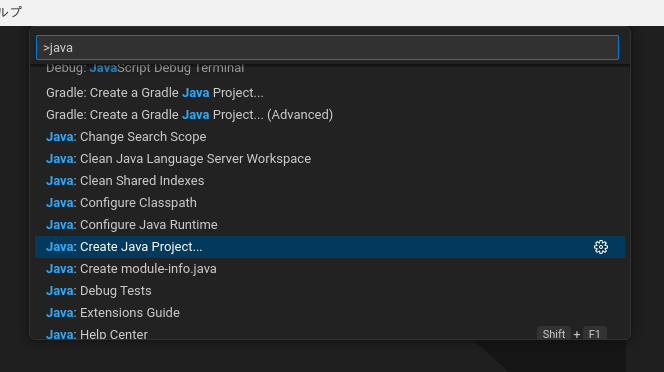 ルプ
>java
Debug: JavaScript Debug Terminal
Gradle: Create a Gradle Java Project...
Gradle: Create a Gradle Java Project... (Advanced)
Java: Change Search Scope
Java: Clean Java Language Server Workspace
Java: Clean Shared Indexes
Java: Configure Classpath
Java: Configure Java Runtime
Java: Create Java Project...
Java: Create module-info.java
Java: Debug Tests
Java: Extensions Guide
Java: Help Center Shift + F1